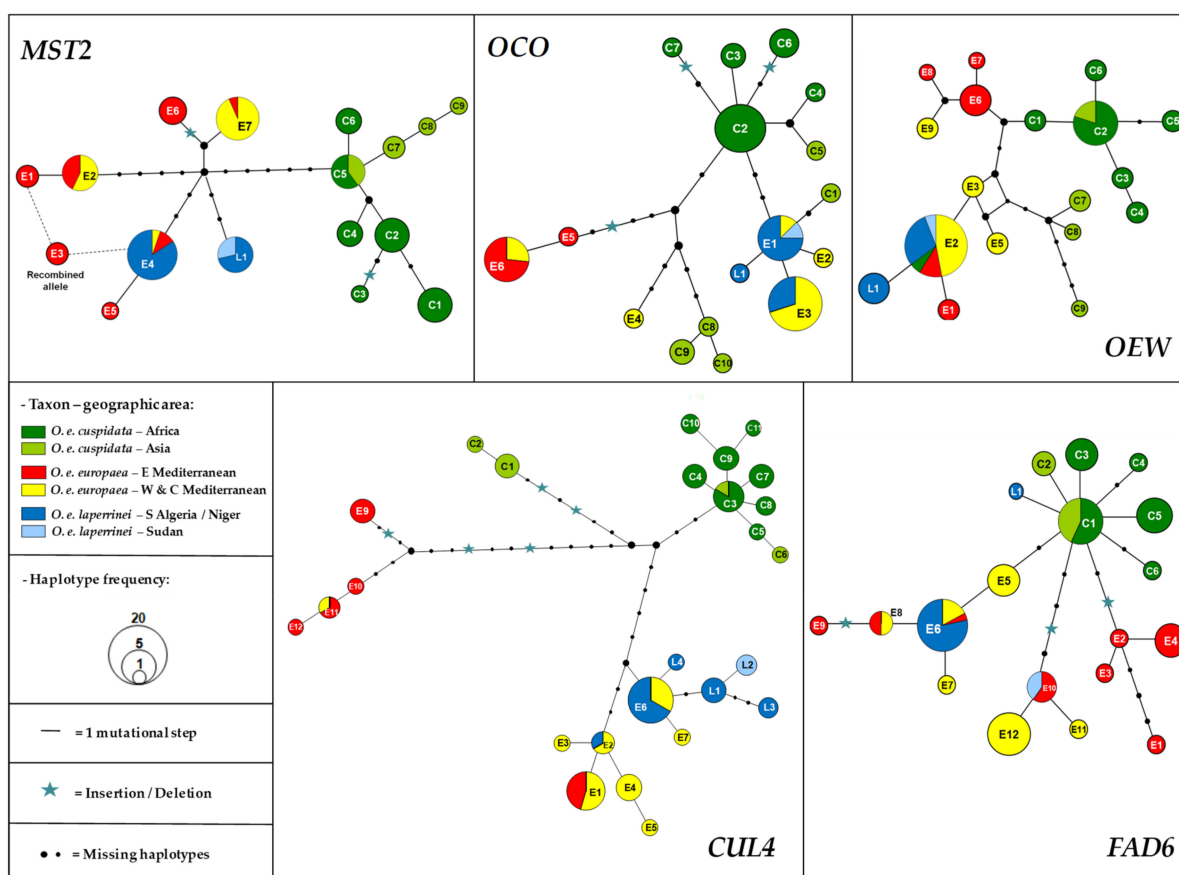 MST2
E6
E7
C9
C8
C7
C6
C5
E1
E2
C4
C2
E3
Recombined
allele
E4
L1
C3
C1
E5
OCO
C7
C3
C6
C4
C2
C5
C1
E5
E1
E2
E6
L1
E3
E4
C8
C9
C10
E7
E8
C6
E6
E9
C1
C2
C5
C3
C4
E3
C7
C8
E2
E5
L1
E1
C9
OEW
- Taxon – geographic area:
O. e. cuspidata – Africa
O. e. cuspidata – Asia
O. e. europaea – E Mediterranean
O. e. europaea – W & C Mediterranean
O. e. laperrinei – S Algeria / Niger
O. e. laperrinei – Sudan
- Haplotype frequency:
20
5
1
= 1 mutational step
= Insertion / Deletion
= Missing haplotypes
C10
C11
C2
C1
C9
C4
C7
C3
C8
C5
C6
E9
E10
E11
E12
L4
L2
E6
L1
L3
E7
E3
E2
E1
E4
E5
CUL4
C3
C2
C4
L1
C1
C5
C6
E5
E8
E9
E6
E2
E4
E3
E7
E10
E12
E11
E1
FAD6